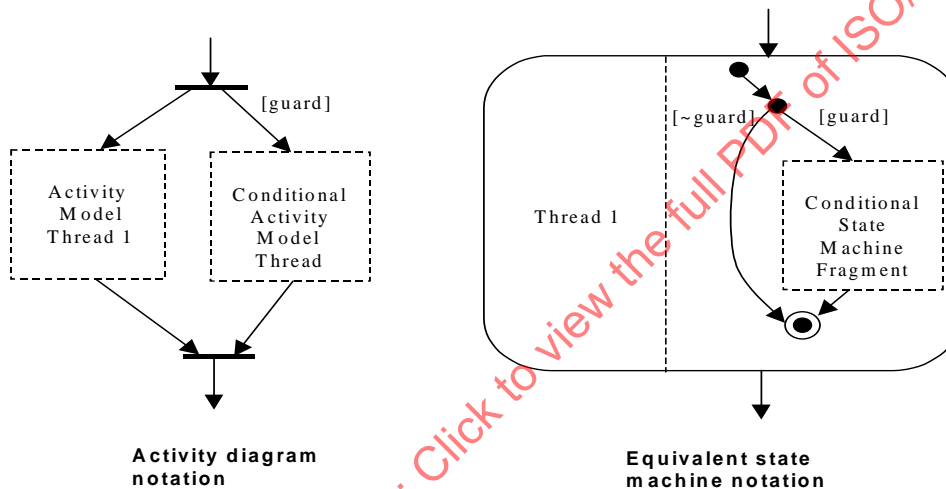 [guard]
Activity
Model
Thread 1
Conditional
Activity
Model
Thread
Activity diagram
notation
[~guard]
[guard]
Thread 1
Conditional
State
Machine
Fragment
Equivalent state
machine notation
: Click to view the full PDF of ISO/